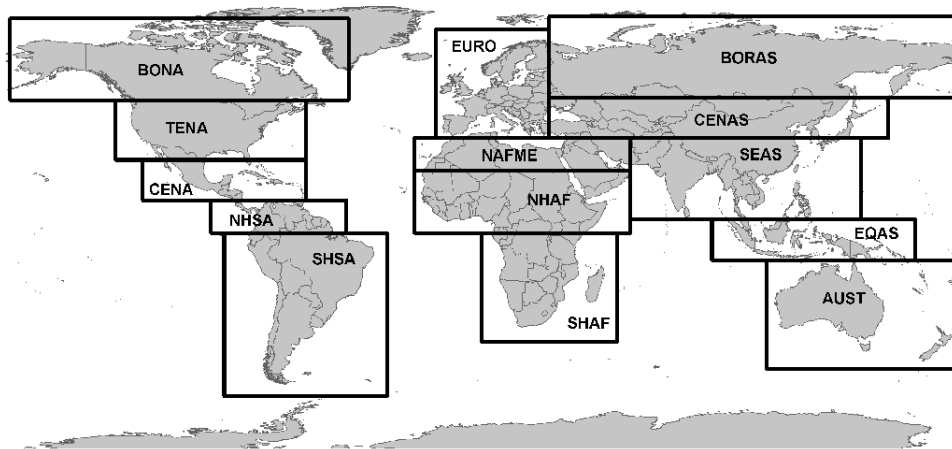 EURO
BORAS
BONA
CENAS
TENA
NAFME
SEAS
CENA
NHAF
NHSA
EQAS
SHSA
AUST
SHAF